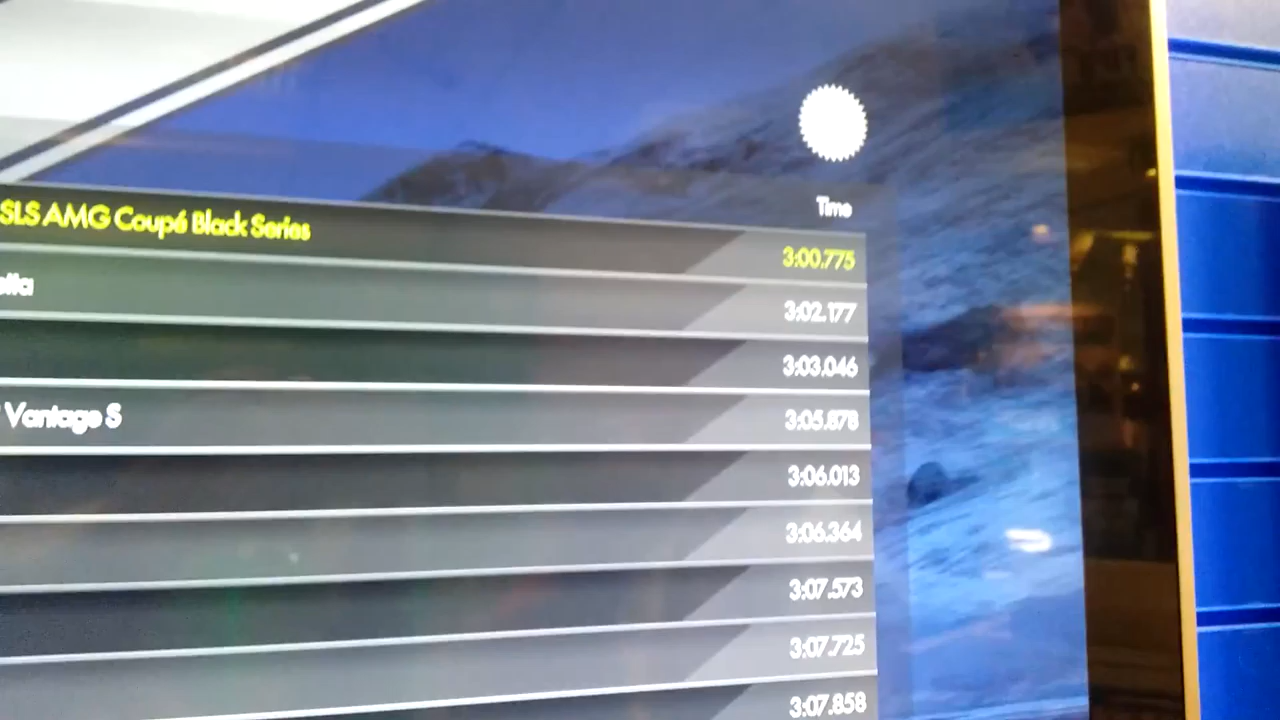 Time
SLS AMG Coupé Black Series 3:00.775
3:02.177
3:03.046
Vantage S 3:05.878
3:06.013
3:06.364
3:07.573
3:07.725
3:07.858